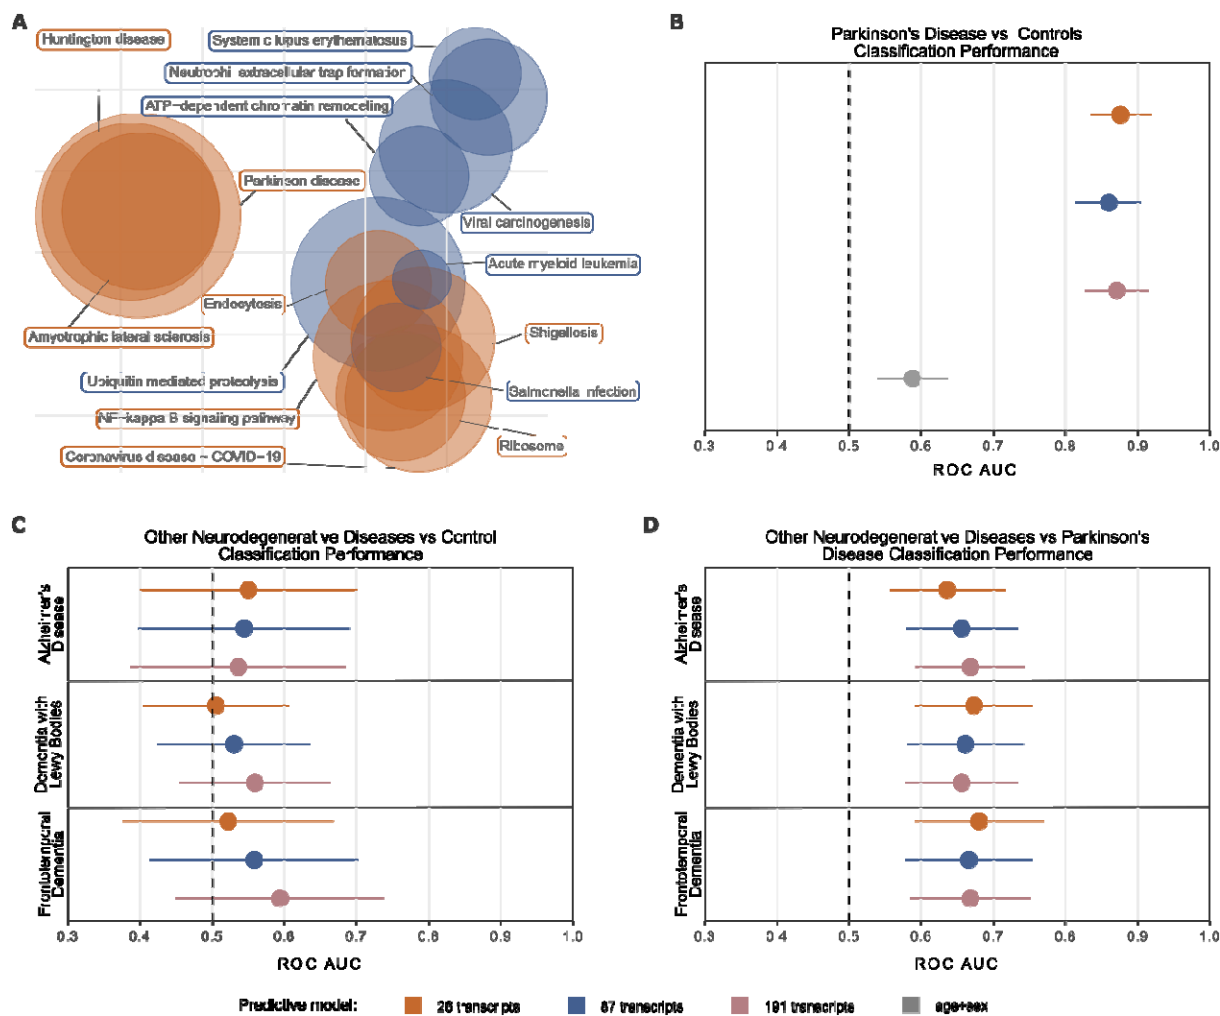 A
Huntington disease
System c lupus erythematosus
Neutrophi extracellular trap formation
ATP-dependent chromatin remodeling
Parkinson disease
Viral carcinogenesis
Acute myeloid leukemia
Endocytosis
Shigellosis
Amyotrophic lateral sclerosis
Ubiquitin mediated proteolysis
Salmonella infection
NF-kappa B signaling pathway
Ribosome
Coronavirus disease - COVID-19
B
Parkinson's Disease vs Controls
Classification Performance
0.3 0.4 0.5 0.6 0.7 0.8 0.9 1.0
ROC AUC
C
Other Neurodegenerat ve Diseases vs Control
Classification Performance
Alzheimer's
Disease
Dementia with
Lewy Bodies
Frontotemporal
Dementia
0.3 0.4 0.5 0.6 0.7 0.8 0.9 1.0
ROC AUC
D
Other Neurodegenerat ve Diseases vs Parkinson's
Disease Classification Performance
Alzheimer's
Disease
Dementia with
Lewy Bodies
Frontotemporal
Dementia
0.3 0.4 0.5 0.6 0.7 0.8 0.9 1.0
ROC AUC
Predictive model: 26 transcripts 87 transcripts 191 transcripts age+sex